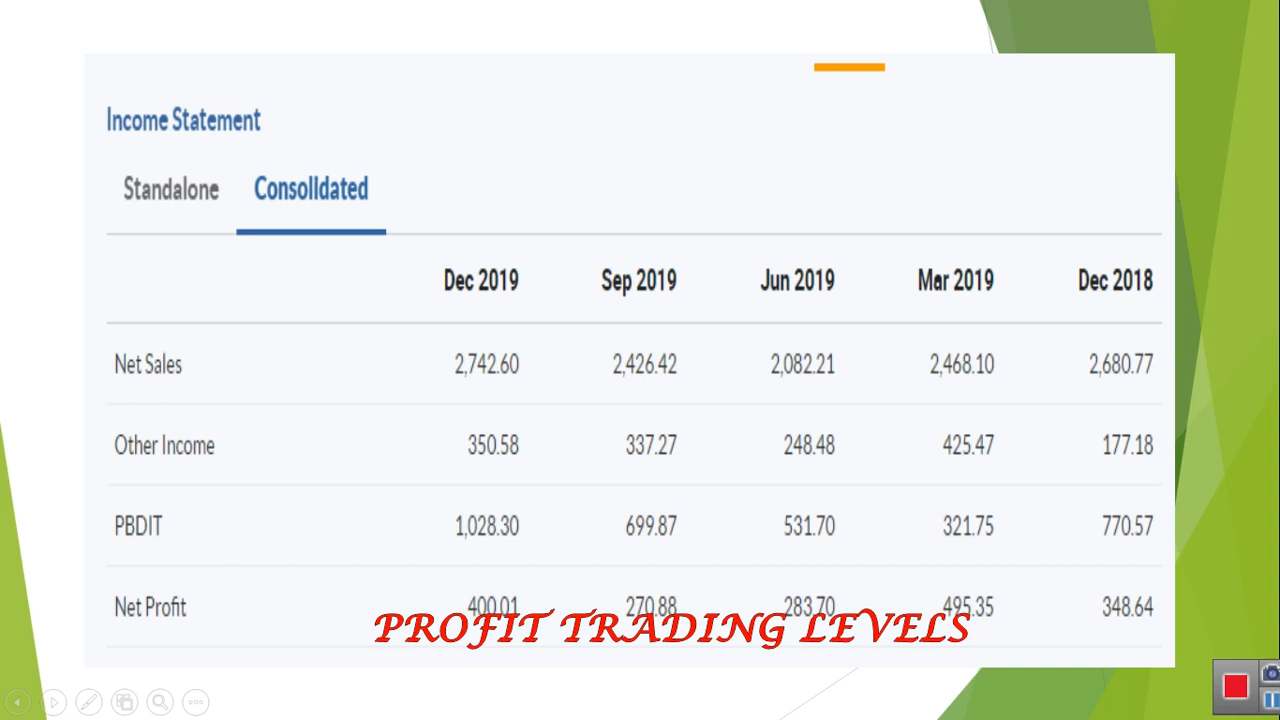 Income Statement
Standalone Consolidated
Dec 2019 Sep 2019 Jun 2019 Mar 2019 Dec 2018
Net Sales 2,742.60 2,426.42 2,082.21 2,468.10 2,680.77
Other Income 350.58 337.27 248.48 425.47 177.18
PBDIT 1,028.30 699.87 531.70 321.75 770.57
Net Profit 400.01 270.88 283.70 495.35 348.64
PROFIT TRADING LEVELS